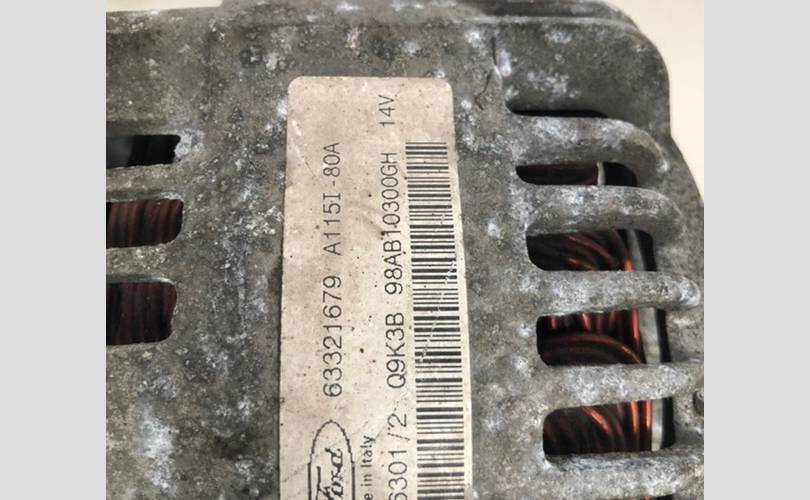 63321679 A115I-80A
6301/2 Q9K3B 98AB10300GH 14V
Ford
in Italy